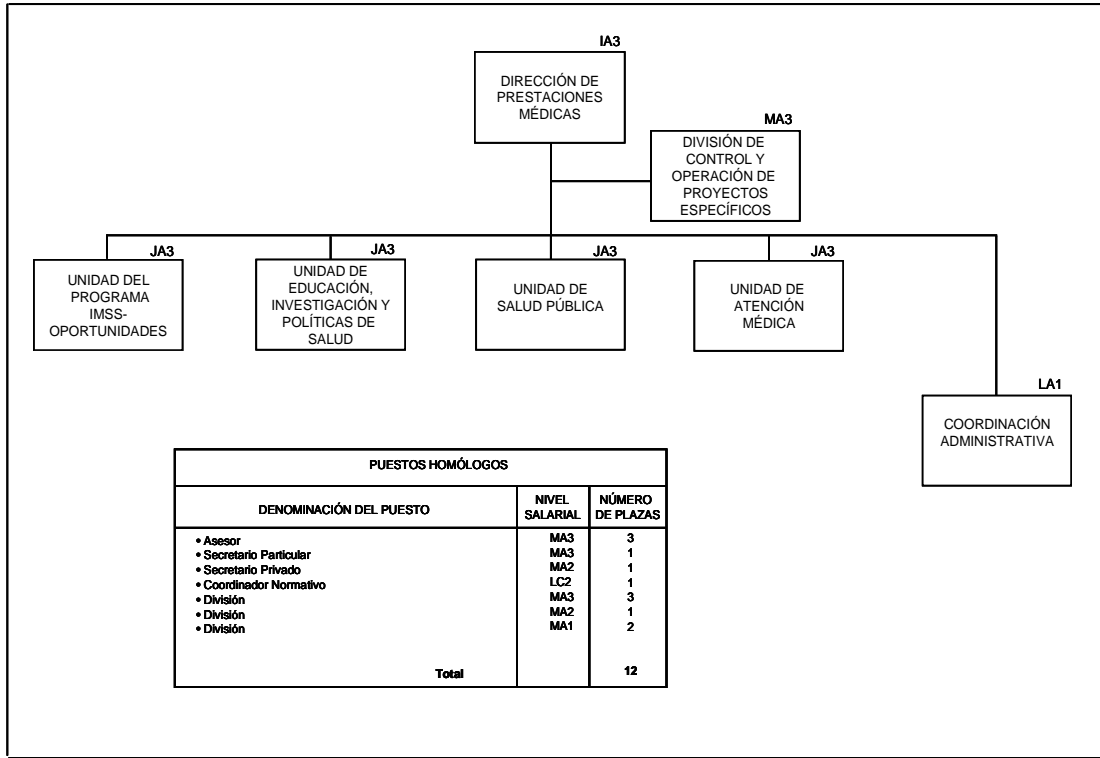 IA3
DIRECCIÓN DE
PRESTACIONES
MÉDICAS
MA3
DIVISIÓN DE
CONTROL Y
OPERACIÓN DE
PROYECTOS
ESPECÍFICOS
JA3
UNIDAD DEL
PROGRAMA
IMSS-
OPORTUNIDADES
JA3
UNIDAD DE
EDUCACIÓN,
INVESTIGACIÓN Y
POLÍTICAS DE
SALUD
JA3
UNIDAD DE
SALUD PÚBLICA
JA3
UNIDAD DE
ATENCIÓN
MÉDICA
LA1
COORDINACIÓN
ADMINISTRATIVA
PUESTOS HOMÓLOGOS
DENOMINACIÓN DEL PUESTO
NIVEL
SALARIAL
NÚMERO
DE PLAZAS
• Asesor MA3 3
• Secretario Particular MA3 1
• Secretario Privado MA2 1
• Coordinador Normativo LC2 1
• División MA3 3
• División MA2 1
• División MA1 2
Total 12